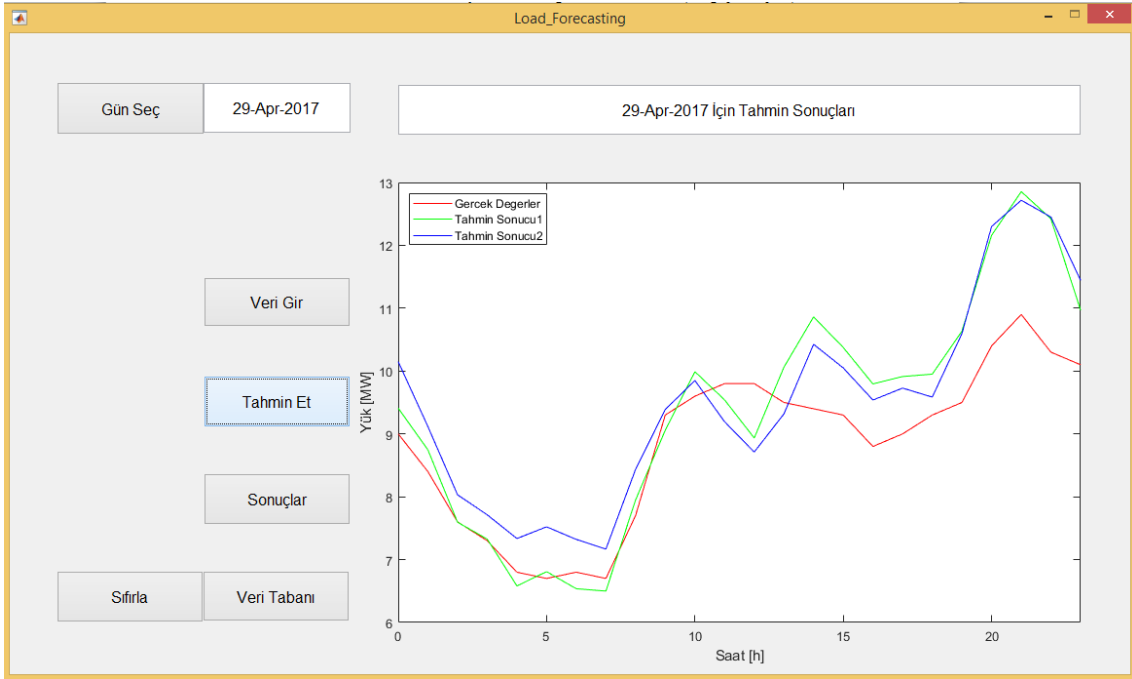 Load_Forecasting
Gün Seç
29-Apr-2017
29-Apr-2017 İçin Tahmin Sonuçları
Veri Gir
Tahmin Et
Sonuçlar
Sıfırla
Veri Tabanı
Gercek Degerler
Tahmin Sonucu1
Tahmin Sonucu2
Yük [MW]
13
12
11
10
9
8
7
6
0
5
10
15
20
Saat [h]